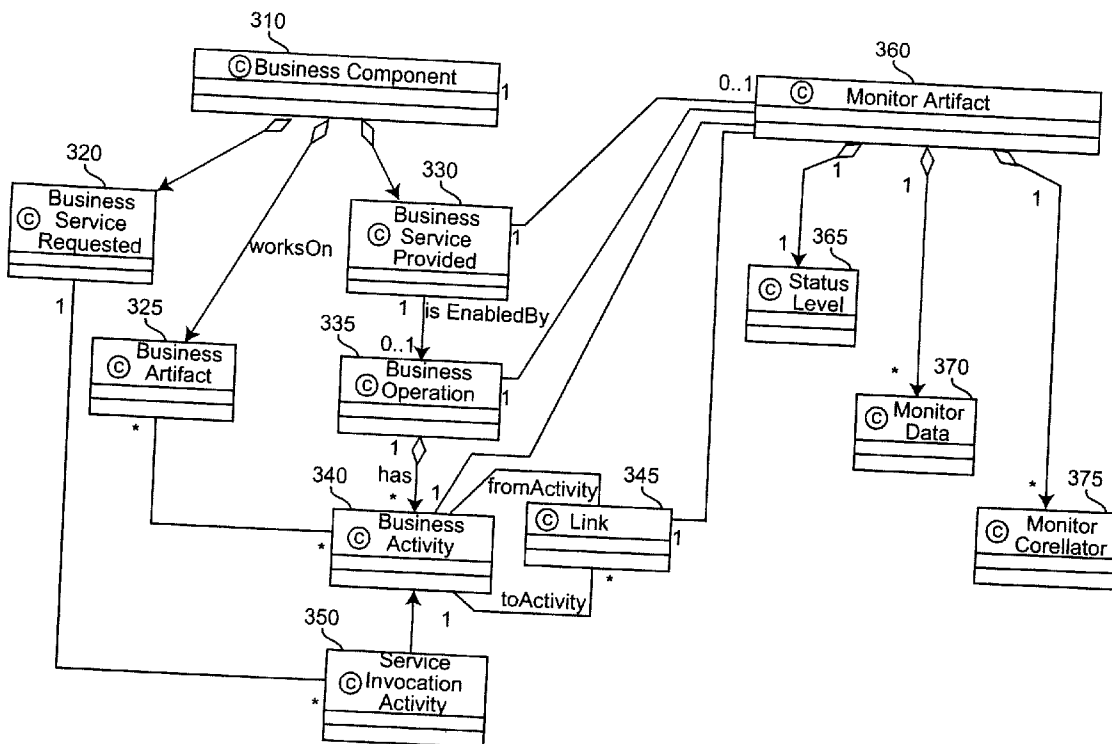 310
© Business Component
1
360
0..1
© Monitor Artifact
320
Business
© Service
Requested
330
Business
© Service
Provided
1
worksOn
1
1
1
1
365
© Status
Level
1
is EnabledBy
1
325
Business
© Artifact
335
0..1
Business
© Operation
1
*
370
© Monitor
Data
*
1
has
*
340
1
fromActivity
345
© Business
Activity
*
© Link
1
*
375
© Monitor
Corellator
toActivity
*
1
350
Service
© Invocation
Activity
*